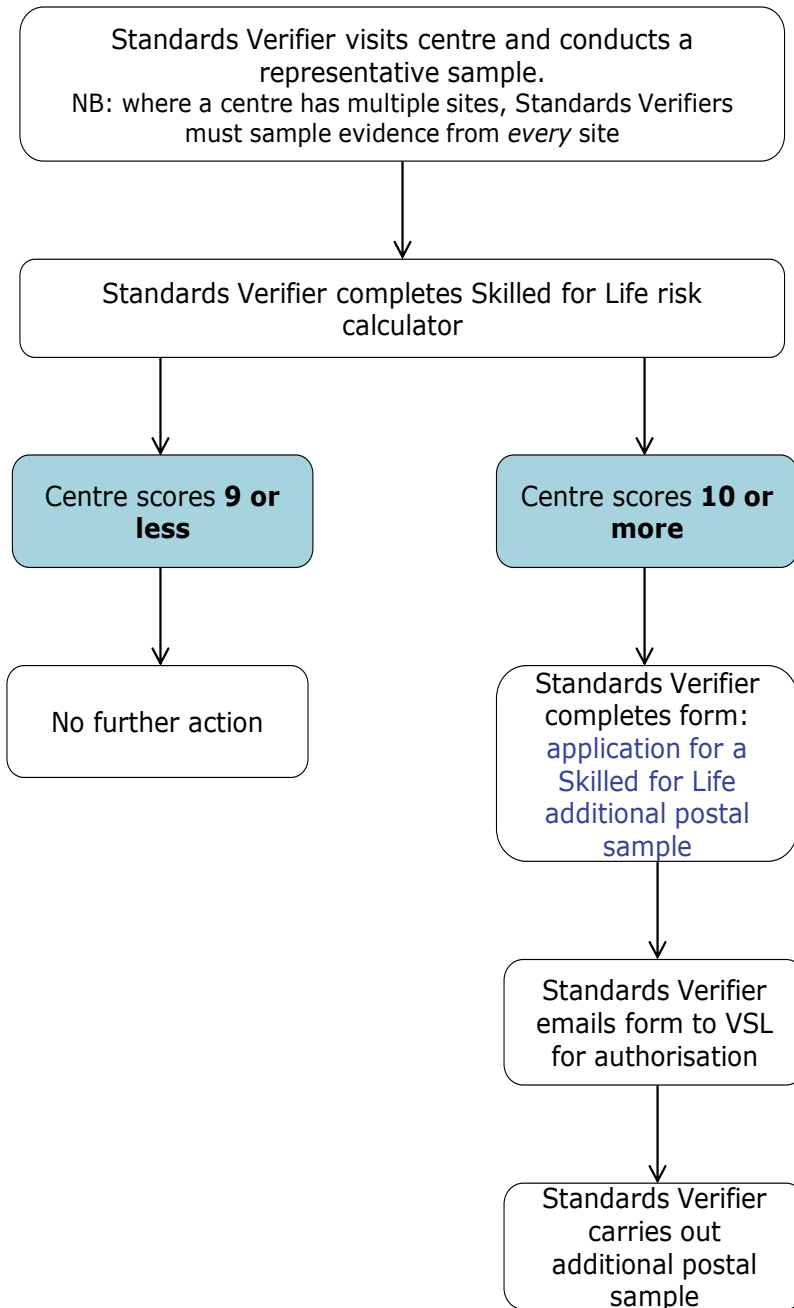 Standards Verifier visits centre and conducts a
representative sample.
NB: where a centre has multiple sites, Standards Verifiers
must sample evidence from every site
Standards Verifier completes Skilled for Life risk
calculator
Centre scores 9 or
less
Centre scores 10 or
more
No further action
Standards Verifier
completes form:
application for a
Skilled for Life
additional postal
sample
Standards Verifier
emails form to VSL
for authorisation
Standards Verifier
carries out
additional postal
sample